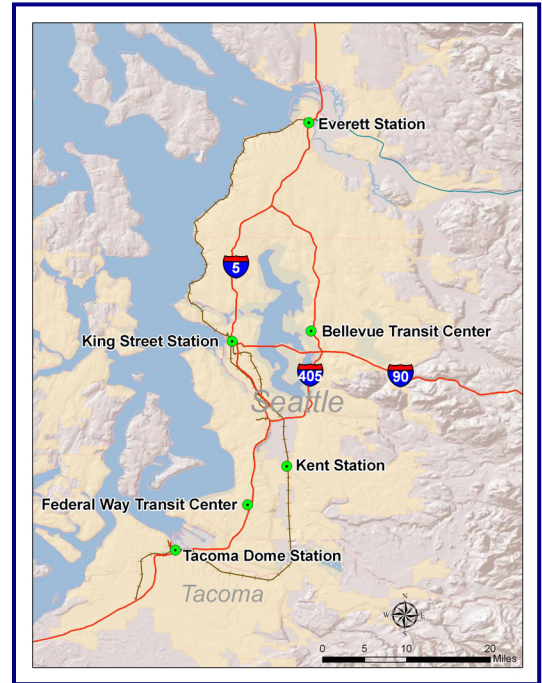 Everett Station
5
Bellevue Transit Center
King Street Station
405
90
Seattle
Kent Station
Federal Way Transit Center
Tacoma Dome Station
Tacoma
N
W E
S
0 5 10 20
Miles